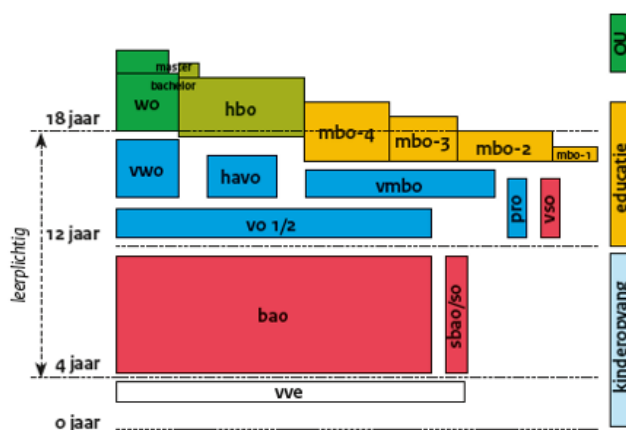 OU
master
bachelor
wo
hbo
18 jaar
mbo-4
mbo-3
mbo-2
mbo-1
educatie
vwo
havo
vmbo
pro
vso
vo 1/2
12 jaar
leerplichtig
bao
sbao/so
kinderopvang
4 jaar
vve
0 jaar